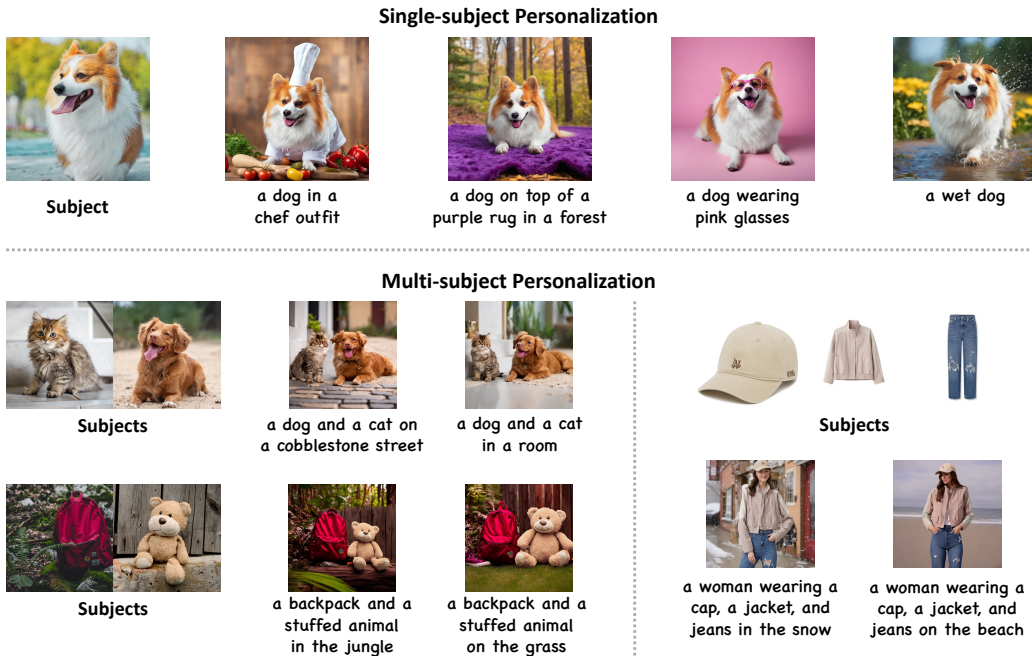 Single-subject Personalization
Subject
a dog in a
chef outfit
a dog on top of a
purple rug in a forest
a dog wearing
pink glasses
a wet dog
Multi-subject Personalization
Subjects
a dog and a cat on
a cobblestone street
a dog and a cat
in a room
Subjects
a backpack and a
stuffed animal
in the jungle
a backpack and a
stuffed animal
on the grass
Subjects
a woman wearing a
cap, a jacket, and
jeans in the snow
a woman wearing a
cap, a jacket, and
jeans on the beach